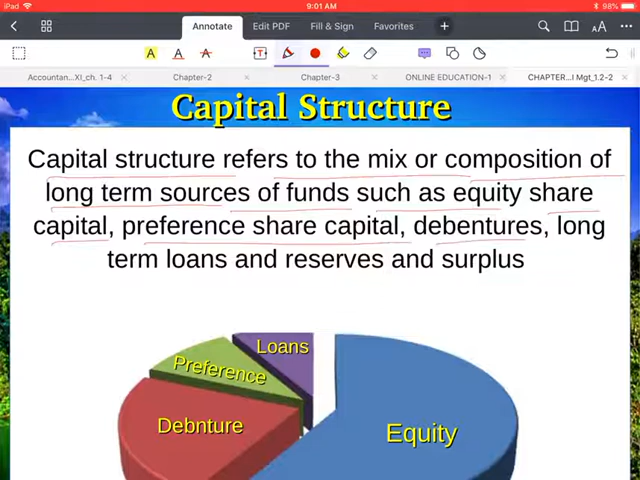 iPad
9:01 AM
98%
Annotate
Edit PDF
Fill & Sign
Favorites
AA
A A A T
Accountan...XI_ch. 1-4
Chapter-2
Chapter-3
ONLINE EDUCATION-1
CHAPTER...l Mgt_1.2-2
Capital Structure
Capital structure refers to the mix or composition of
long term sources of funds such as equity share
capital, preference share capital, debentures, long
term loans and reserves and surplus
Loans
Preference
Debnture
Equity